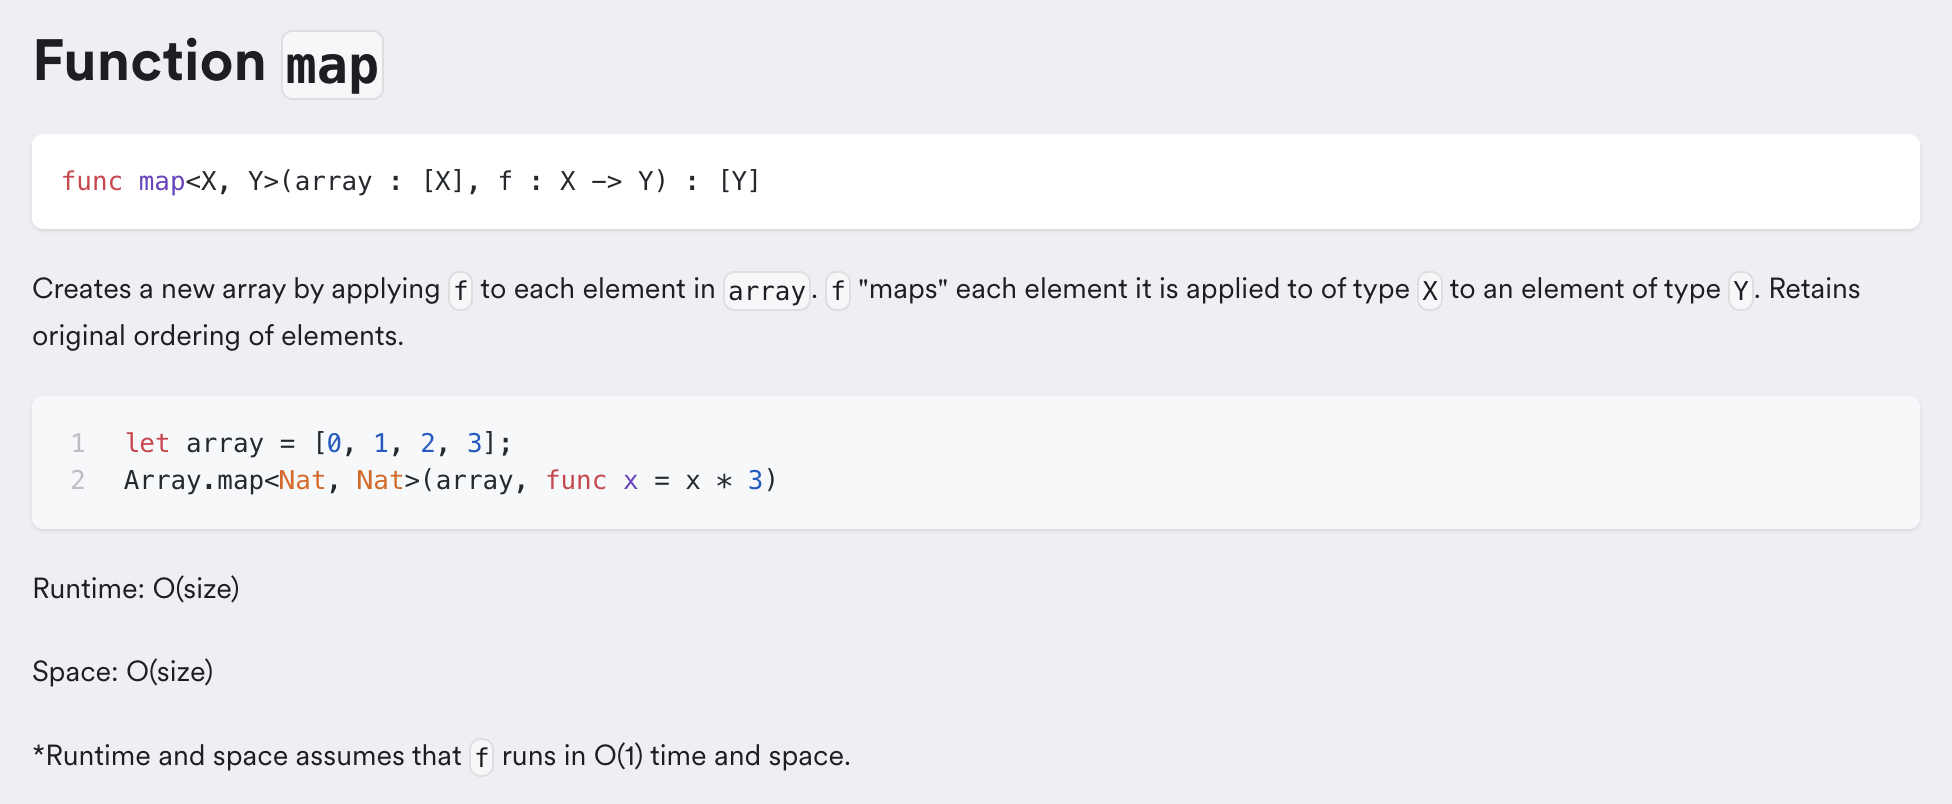 Function map
func map<X, Y>(array : [X], f : X -> Y) : [Y]
Creates a new array by applying f to each element in array. f "maps" each element it is applied to of type X to an element of type Y. Retains
original ordering of elements.
1 let array = [0, 1, 2, 3];
2 Array.map<Nat, Nat>(array, func x = x * 3)
Runtime: O(size)
Space: O(size)
*Runtime and space assumes that f runs in O(1) time and space.